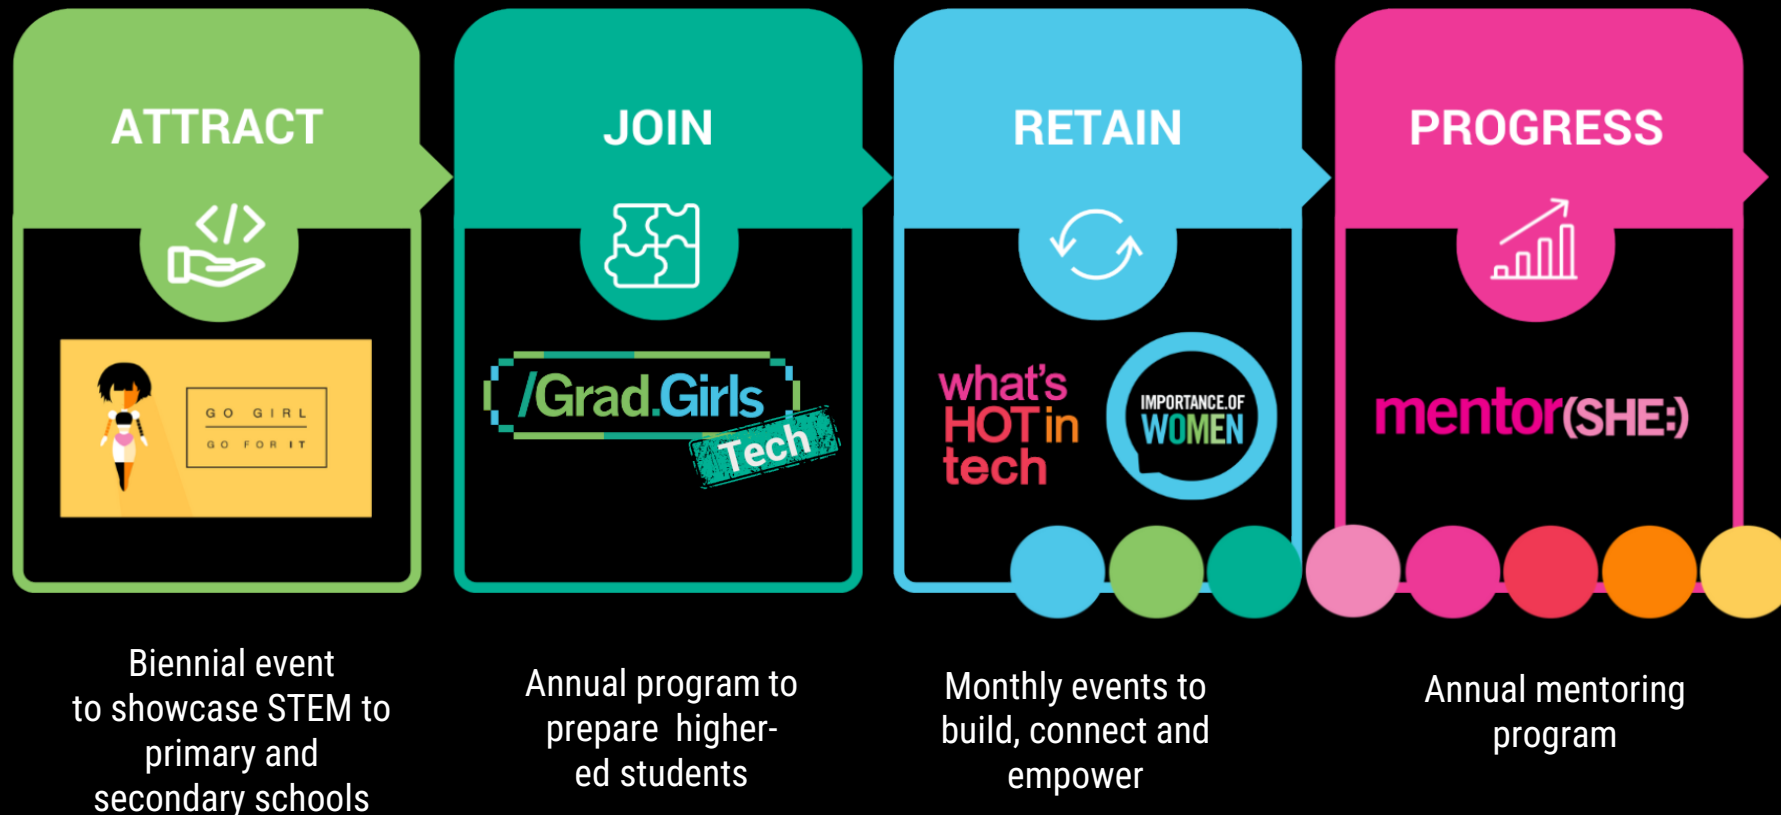 ATTRACT
JOIN
RETAIN
PROGRESS
</>
GO GIRL
GO FOR IT
/Grad.Girls
Tech
what's
HOT in
tech
IMPORTANCE.OF
WOMEN
mentor(SHE:)
Biennial event
to showcase STEM to
primary and
secondary schools
Annual program to
prepare higher-
ed students
Monthly events to
build, connect and
empower
Annual mentoring
program